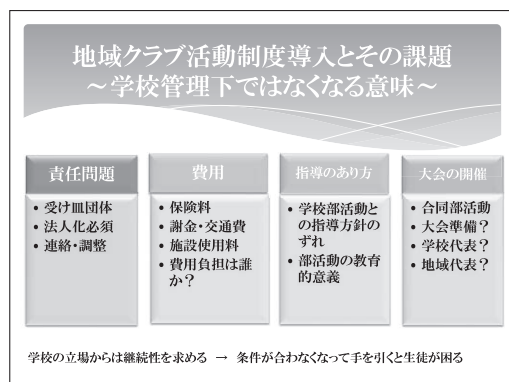 地域クラブ活動制度導入とその課題
～学校管理下ではなくなる意味～
責任問題
• 受け皿団体
• 法人化必須
• 連絡・調整
費用
• 保険料
• 謝金・交通費
• 施設使用料
• 費用負担は誰
か？
指導のあり方
• 学校部活動と
の指導方針の
ずれ
• 部活動の教育
的意義
大会の開催
• 合同部活動
• 大会準備？
• 学校代表？
• 地域代表？
学校の立場からは継続性を求める → 条件が合わなくなって手を引くと生徒が困る